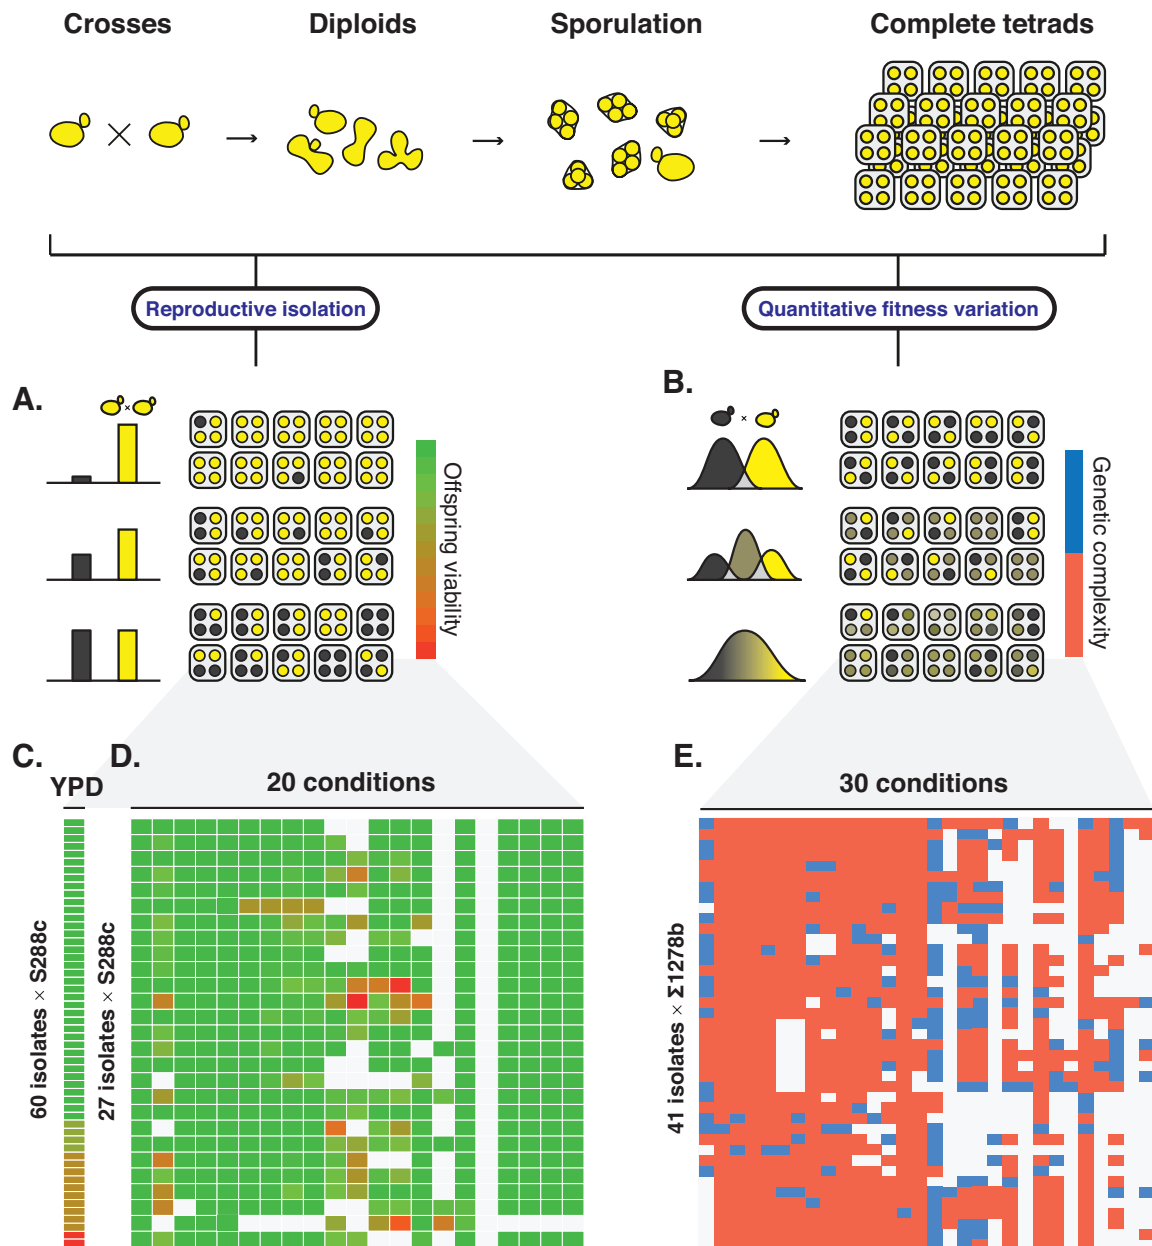 Crosses
Diploids
Sporulation
Complete tetrads
Reproductive isolation
Quantitative fitness variation
A.
Offspring viability
B.
Genetic complexity
C.
YPD
60 isolates × S288c
D.
20 conditions
27 isolates × S288c
E.
30 conditions
41 isolates × Σ1278b